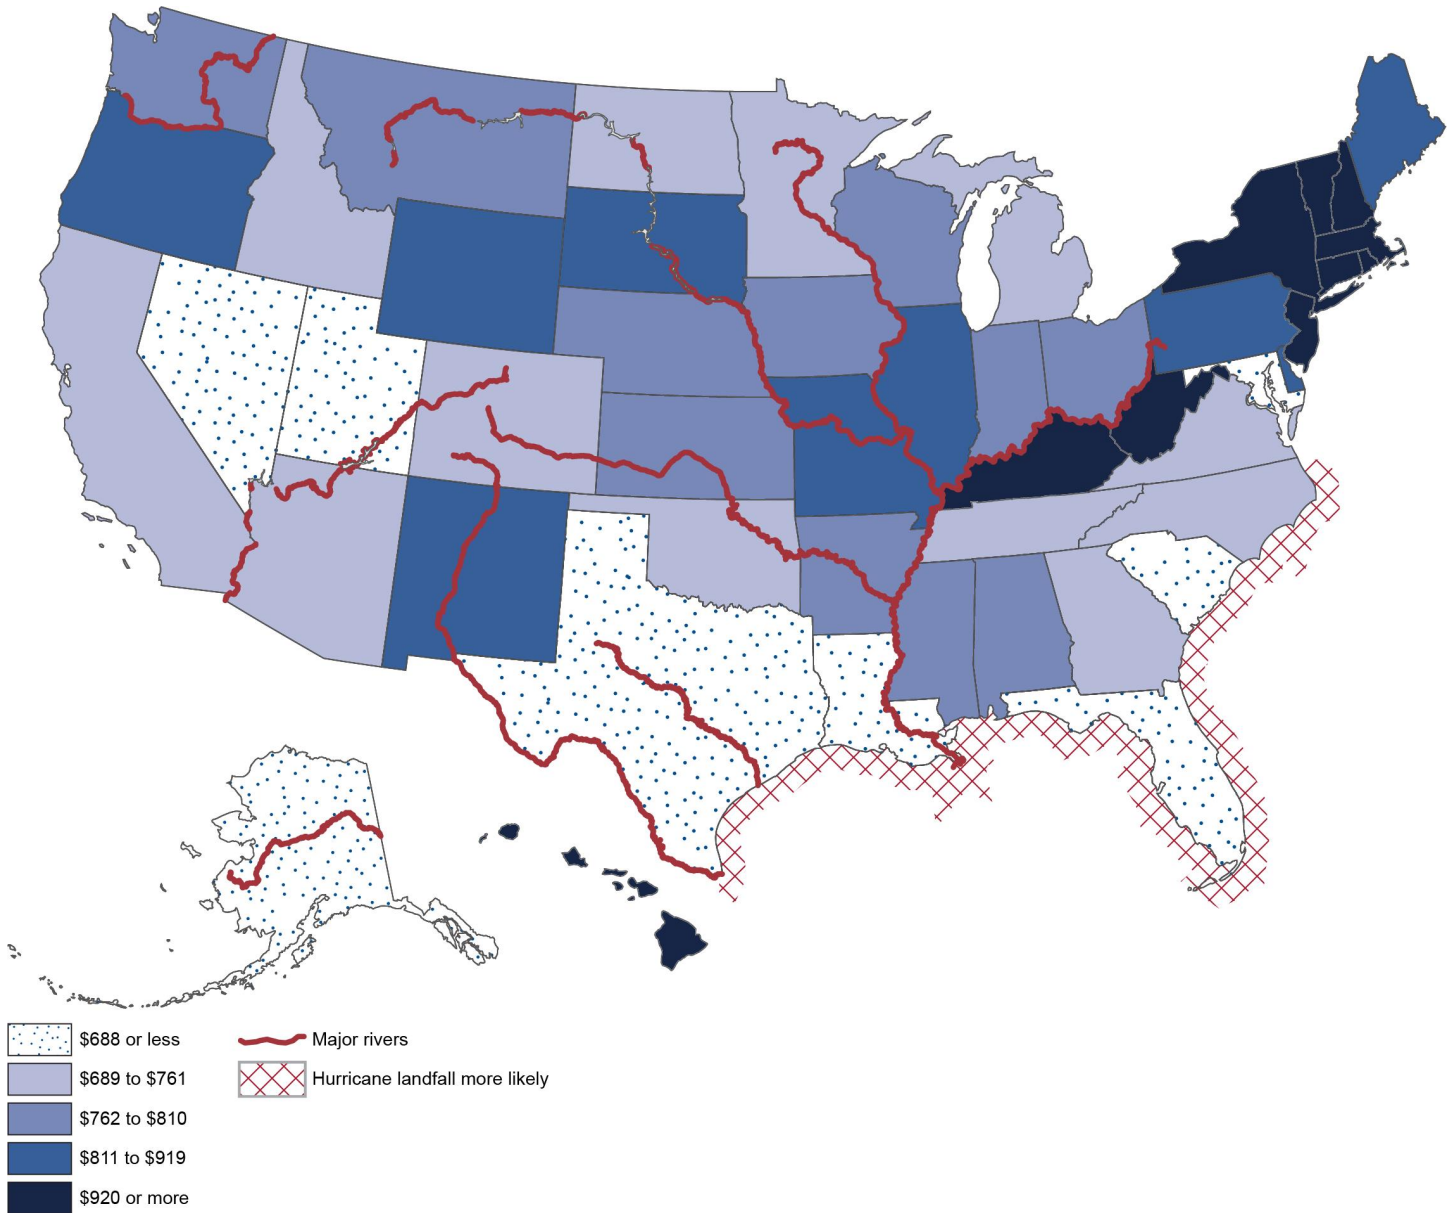 $688 or less
$689 to $761
$762 to $810
$811 to $919
$920 or more
Major rivers
Hurricane landfall more likely